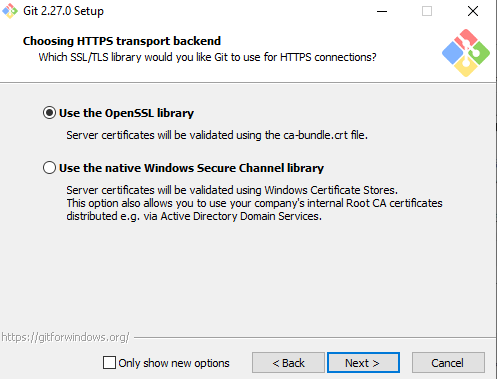 Git 2.27.0 Setup
Choosing HTTPS transport backend
Which SSL/TLS library would you like Git to use for HTTPS connections?
Use the OpenSSL library
Server certificates will be validated using the ca-bundle.crt file.
Use the native Windows Secure Channel library
Server certificates will be validated using Windows Certificate Stores.
This option also allows you to use your company's internal Root CA certificates
distributed e.g. via Active Directory Domain Services.
https://gitforwindows.org/
Only show new options
< Back
Next >
Cancel